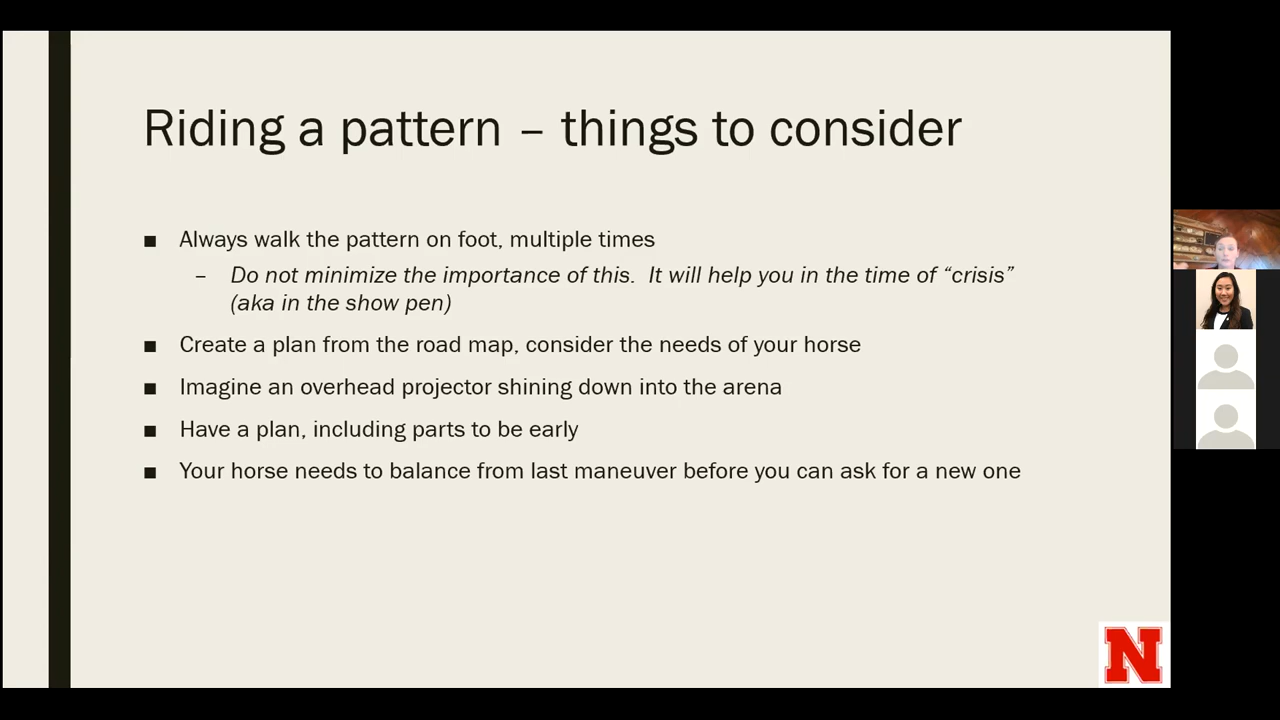 Riding a pattern – things to consider
■ Always walk the pattern on foot, multiple times
– Do not minimize the importance of this.  It will help you in the time of “crisis”
(aka in the show pen)
■ Create a plan from the road map, consider the needs of your horse
■ Imagine an overhead projector shining down into the arena
■ Have a plan, including parts to be early
■ Your horse needs to balance from last maneuver before you can ask for a new one
N